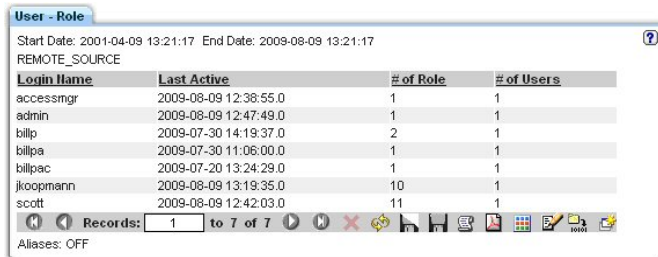 User - Role
Start Date: 2001-04-09 13:21:17 End Date: 2009-08-09 13:21:17
?
REMOTE_SOURCE
Login Name Last Active # of Role # of Users
accessmgr 2009-08-09 12:38:55.0 1 1
admin 2009-08-09 12:47:49.0 1 1
billp 2009-07-30 14:19:37.0 2 1
billpa 2009-07-30 11:06:00.0 1 1
billpac 2009-07-20 13:24:29.0 1 1
jkoopmann 2009-08-09 13:19:35.0 10 1
scott 2009-08-09 12:42:03.0 11 1
Records: 1 to 7 of 7
Aliases: OFF